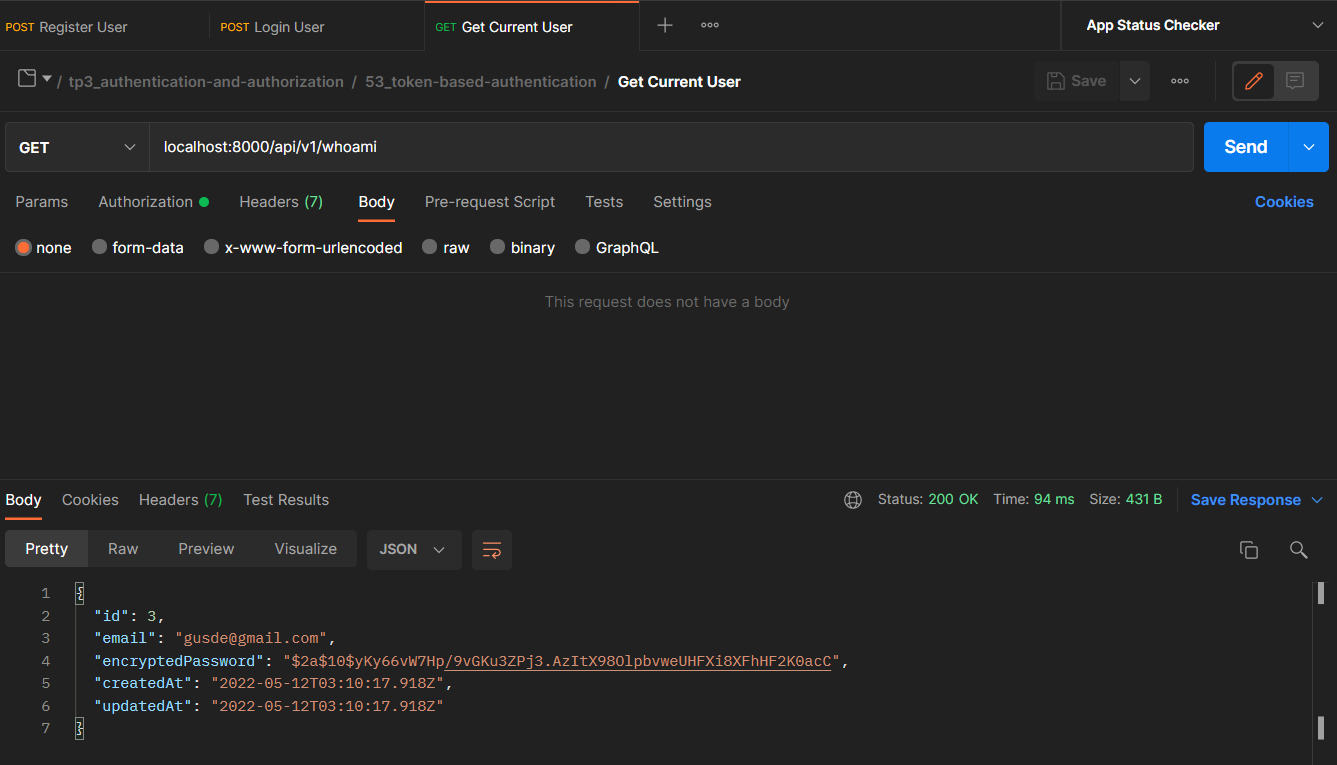 POST Register User POST Login User GET Get Current User App Status Checker
/ tp3_authentication-and-authorization / 53_token-based-authentication / Get Current User Save
GET localhost:8000/api/v1/whoami Send
Params Authorization Headers (7) Body Pre-request Script Tests Settings Cookies
none form-data x-www-form-urlencoded raw binary GraphQL
This request does not have a body
Body Cookies Headers (7) Test Results Status: 200 OK Time: 94 ms Size: 431 B Save Response
Pretty Raw Preview Visualize JSON
1 {
2 "id": 3,
3 "email": "gusde@gmail.com",
4 "encryptedPassword": "$2a$10$yKy66vW7Hp/9vGKu3ZPj3.AzItX98OlpbvweUHFXi8XFhHF2K0acC",
5 "createdAt": "2022-05-12T03:10:17.918Z",
6 "updatedAt": "2022-05-12T03:10:17.918Z"
7 }